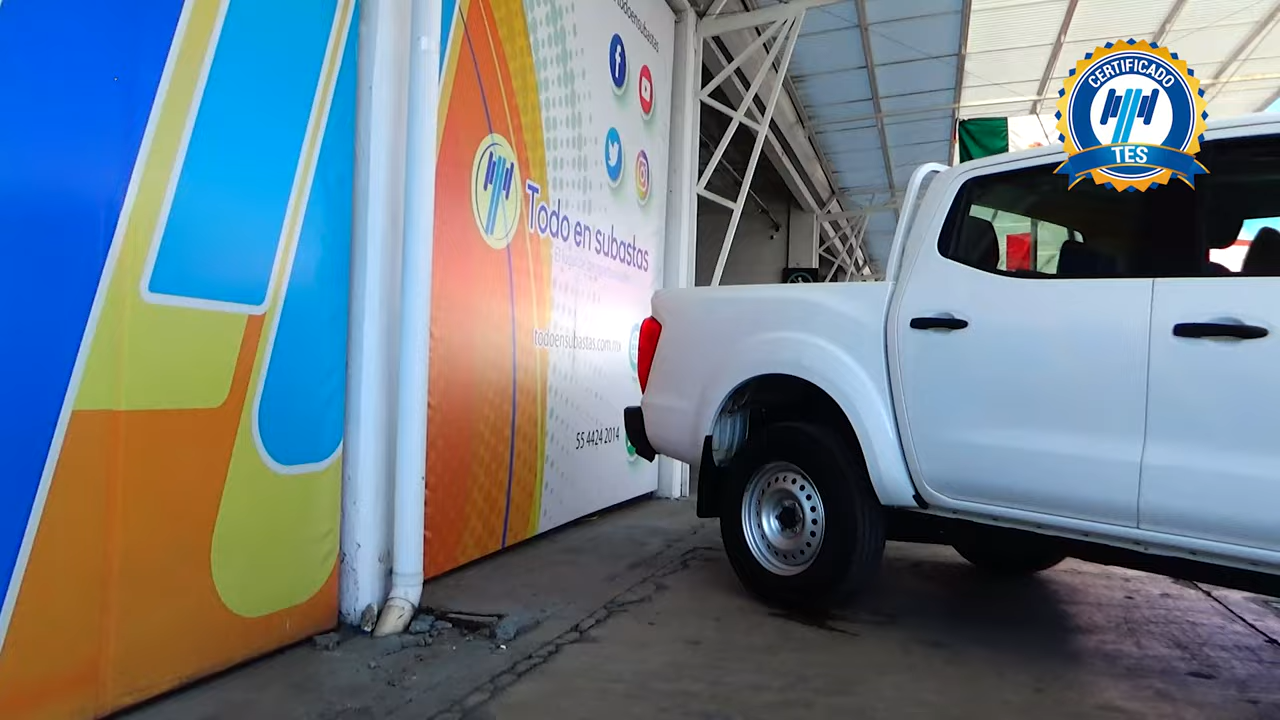 todoensubastas
CERTIFICADO
TES
Todo en subastas
todoensubastas.com.mx
55 4424 2014